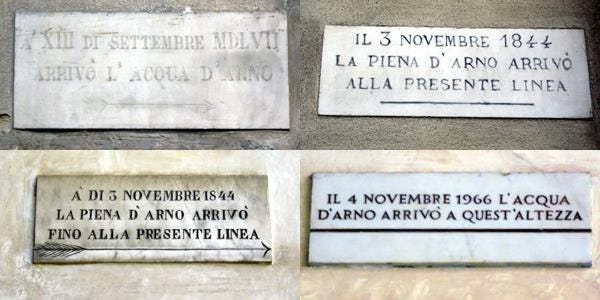 A' XIII DI SETTEMBRE MDLVII
ARRIVÒ L'ACQUA D'ARNO
IL 3 NOVEMBRE 1844
LA PIENA D'ARNO ARRIVÒ
ALLA PRESENTE LINEA
A' DI 3 NOVEMBRE 1844
LA PIENA D'ARNO ARRIVÒ
FINO ALLA PRESENTE LINEA
IL 4 NOVEMBRE 1966 L'ACQUA
D'ARNO ARRIVÒ A QUEST'ALTEZZA